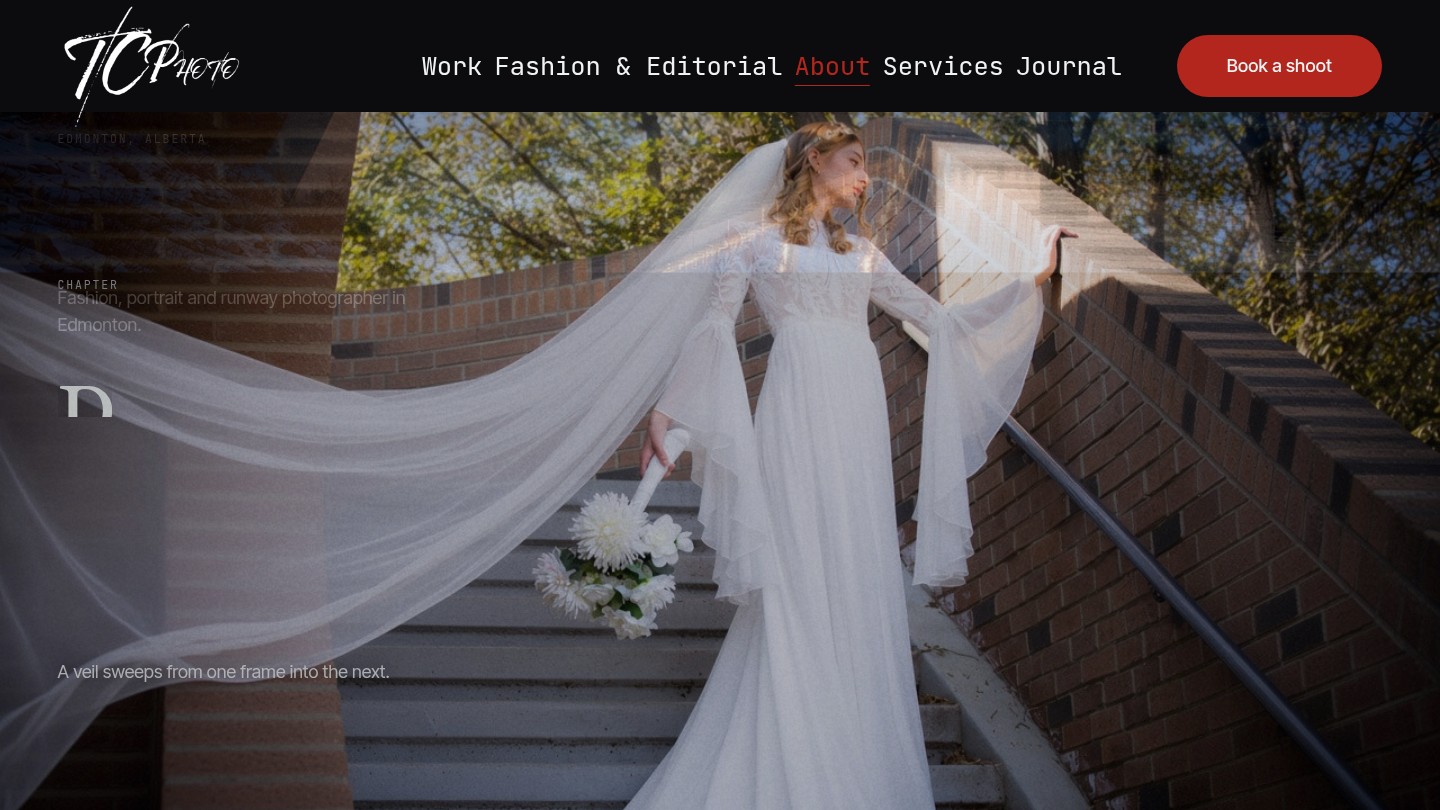 TCPHOTO
Work Fashion & Editorial About Services Journal
Book a shoot
EDMONTON, ALBERTA
CHAPTER
Fashion, portrait and runway photographer in
Edmonton.
A veil sweeps from one frame into the next.